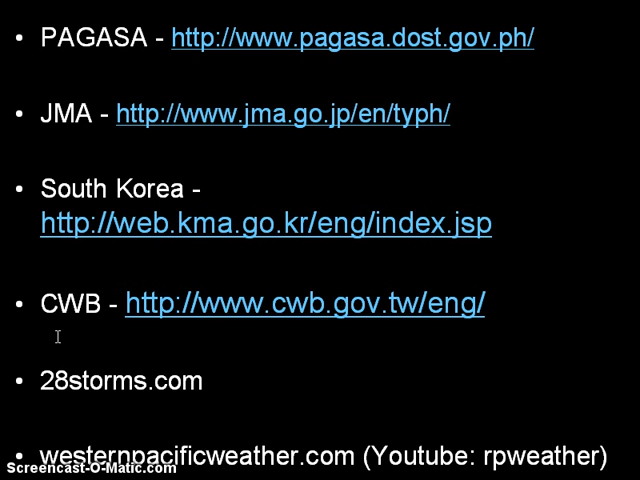 • PAGASA - http://www.pagasa.dost.gov.ph/
• JMA - http://www.jma.go.jp/en/typh/
• South Korea -
http://web.kma.go.kr/eng/index.jsp
• CWB - http://www.cwb.gov.tw/eng/
• 28storms.com
• westernpacificweather.com (Youtube: rpweather)
Screencast-O-Matic.com